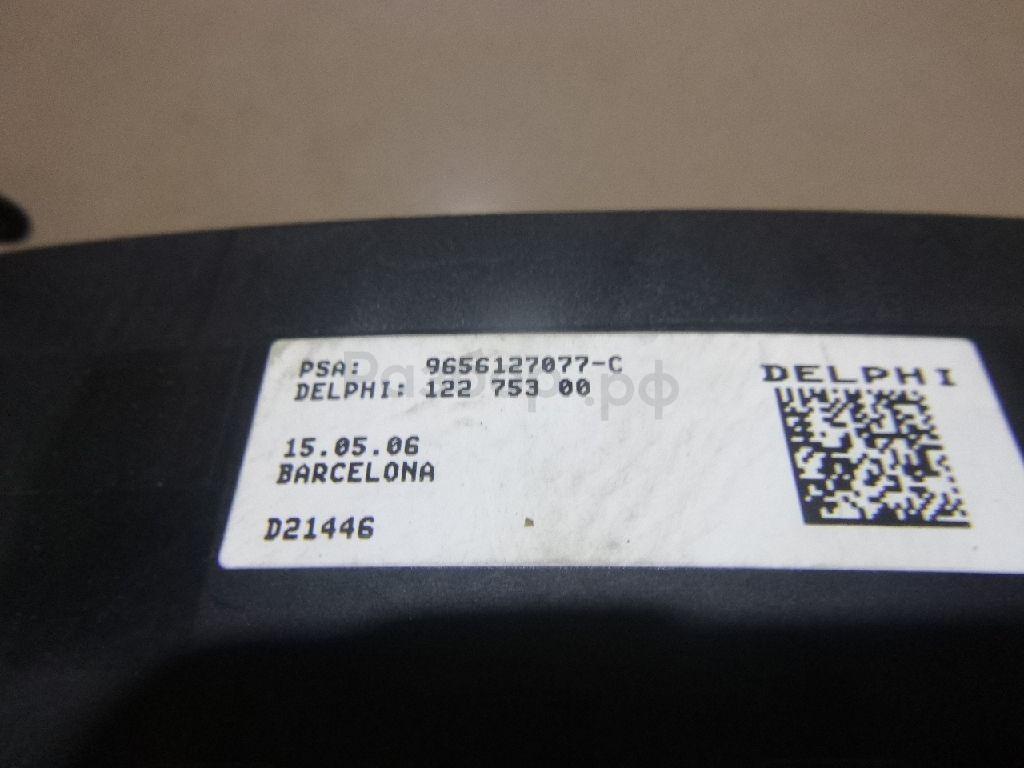 PSA: 9656127077-C
DELPHI: 122 753 00
DELPHI
15.05.06
BARCELONA
D21446